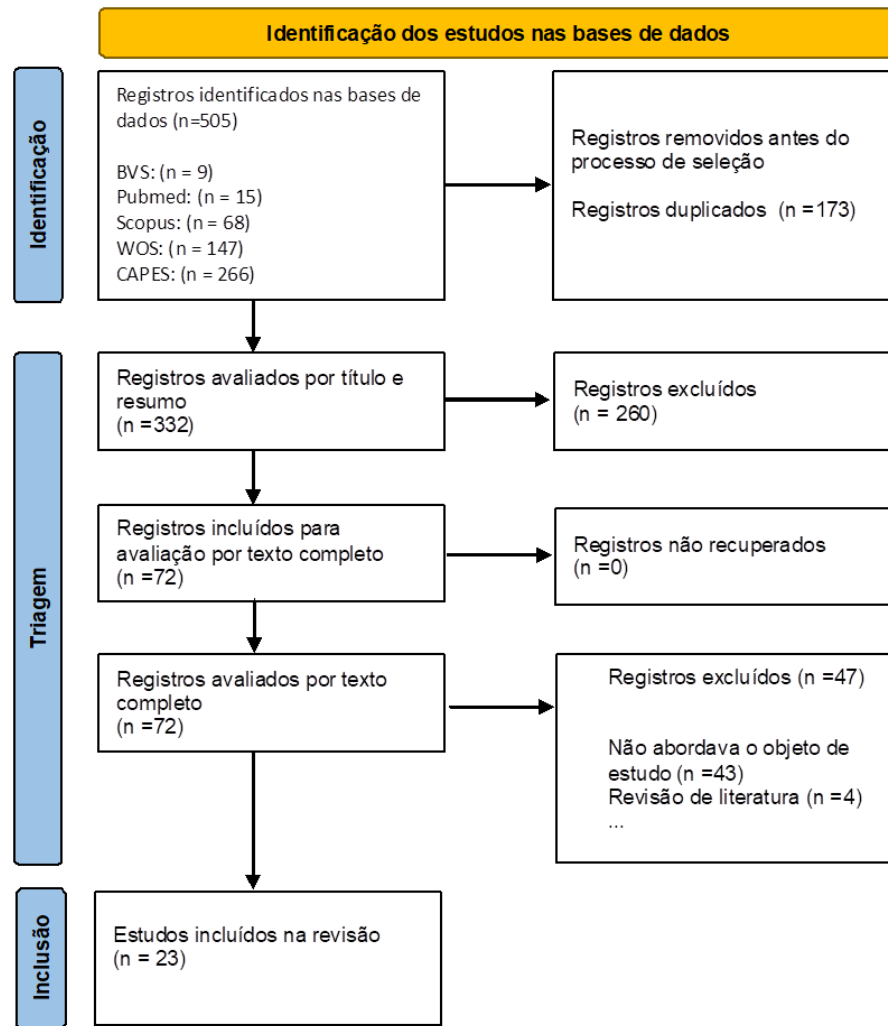 Identificação dos estudos nas bases de dados
Identificação
Registros identificados nas bases de
dados (n=505)
BVS: (n = 9)
Pubmed: (n = 15)
Scopus: (n = 68)
WOS: (n = 147)
CAPES: (n = 266)
Registros removidos antes do
processo de seleção
Registros duplicados (n =173)
Triagem
Registros avaliados por título e
resumo
(n =332)
Registros excluídos
(n = 260)
Registros incluídos para
avaliação por texto completo
(n =72)
Registros não recuperados
(n =0)
Registros avaliados por texto
completo
(n =72)
Registros excluídos (n =47)
Não abordava o objeto de
estudo (n =43)
Revisão de literatura (n =4)
...
Inclusão
Estudos incluídos na revisão
(n = 23)